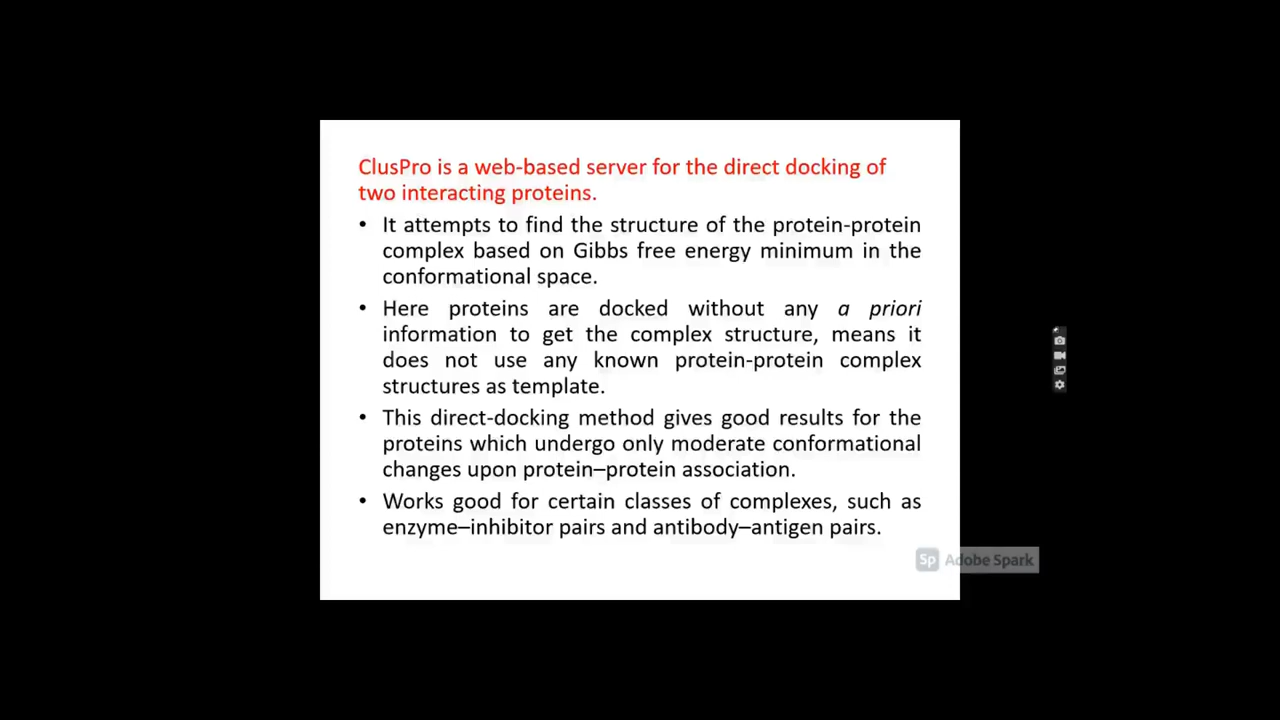 ClusPro is a web-based server for the direct docking of
two interacting proteins.
• It attempts to find the structure of the protein-protein
complex based on Gibbs free energy minimum in the
conformational space.
• Here proteins are docked without any a priori
information to get the complex structure, means it
does not use any known protein-protein complex
structures as template.
• This direct-docking method gives good results for the
proteins which undergo only moderate conformational
changes upon protein–protein association.
• Works good for certain classes of complexes, such as
enzyme–inhibitor pairs and antibody–antigen pairs.
Sp Adobe Spark